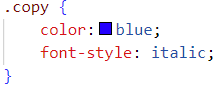 .copy {
    color: blue;
    font-style: italic;
}